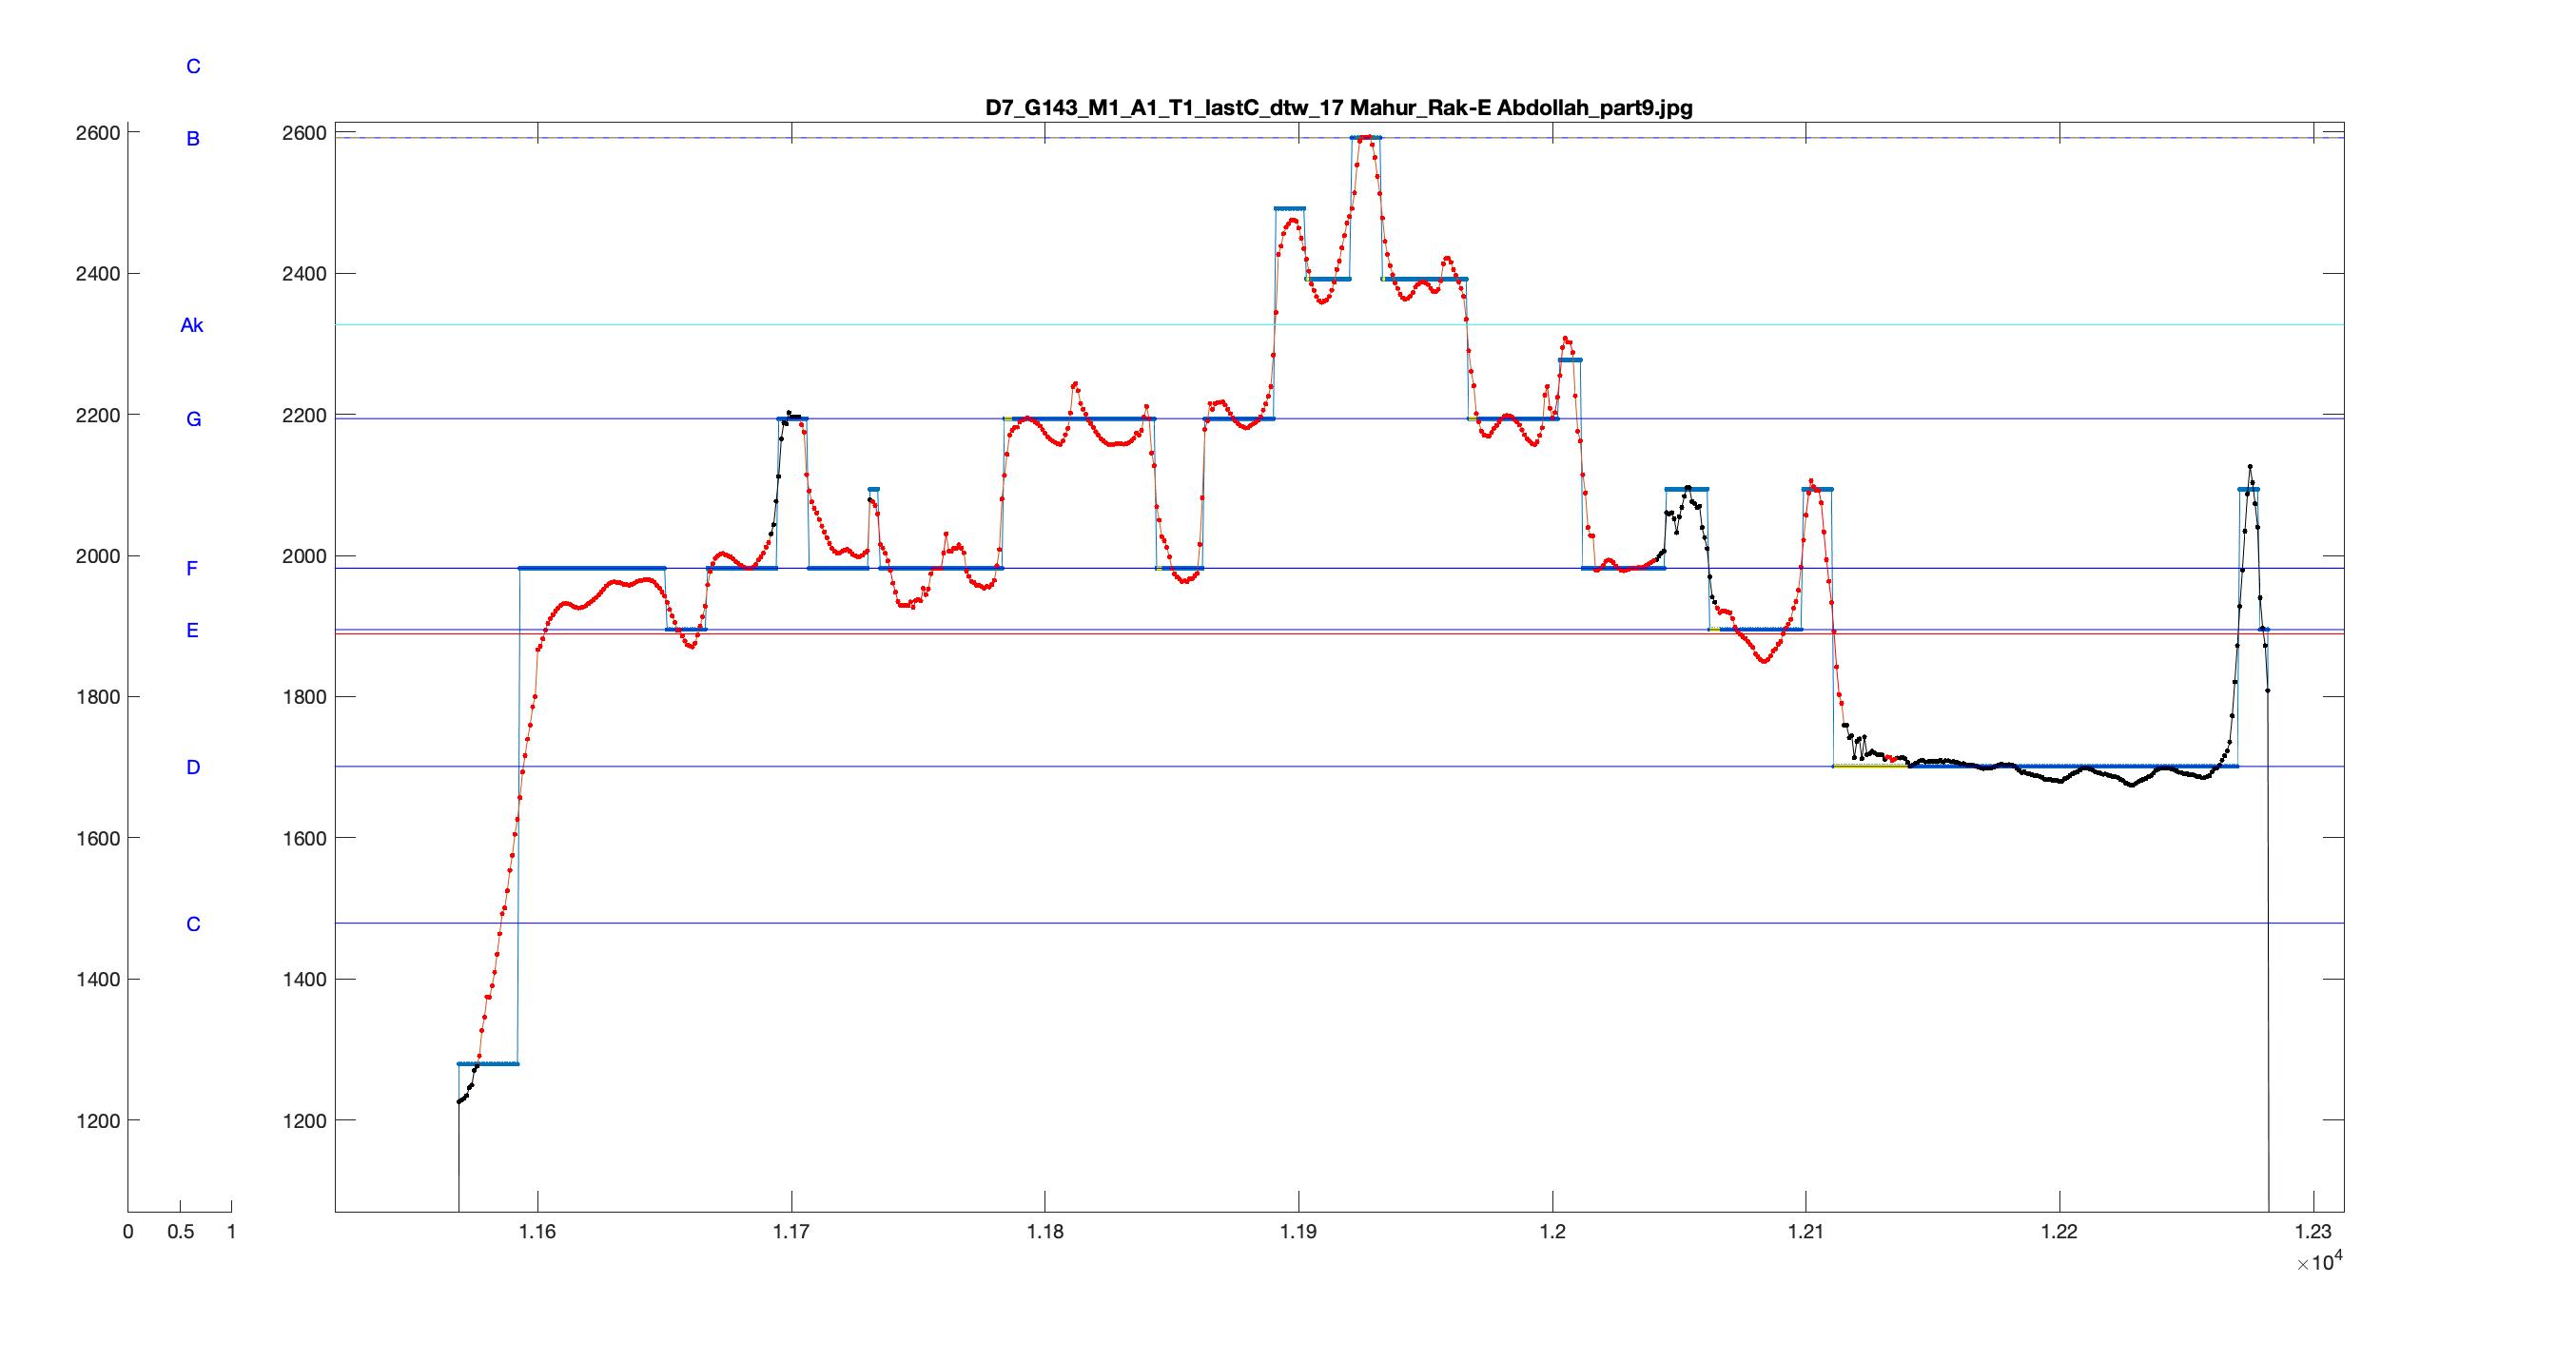 C
D7_G143_M1_A1_T1_lastC_dtw_17 Mahur_Rak-E Abdollah_part9.jpg
2600 B 2600
2400 2400
Ak
2200 G 2200
2000 F 2000
E
1800 1800
D
1600 1600
C
1400 1400
1200 1200
0 0.5 1 1.16 1.17 1.18 1.19 1.2 1.21 1.22 1.23
×10^4